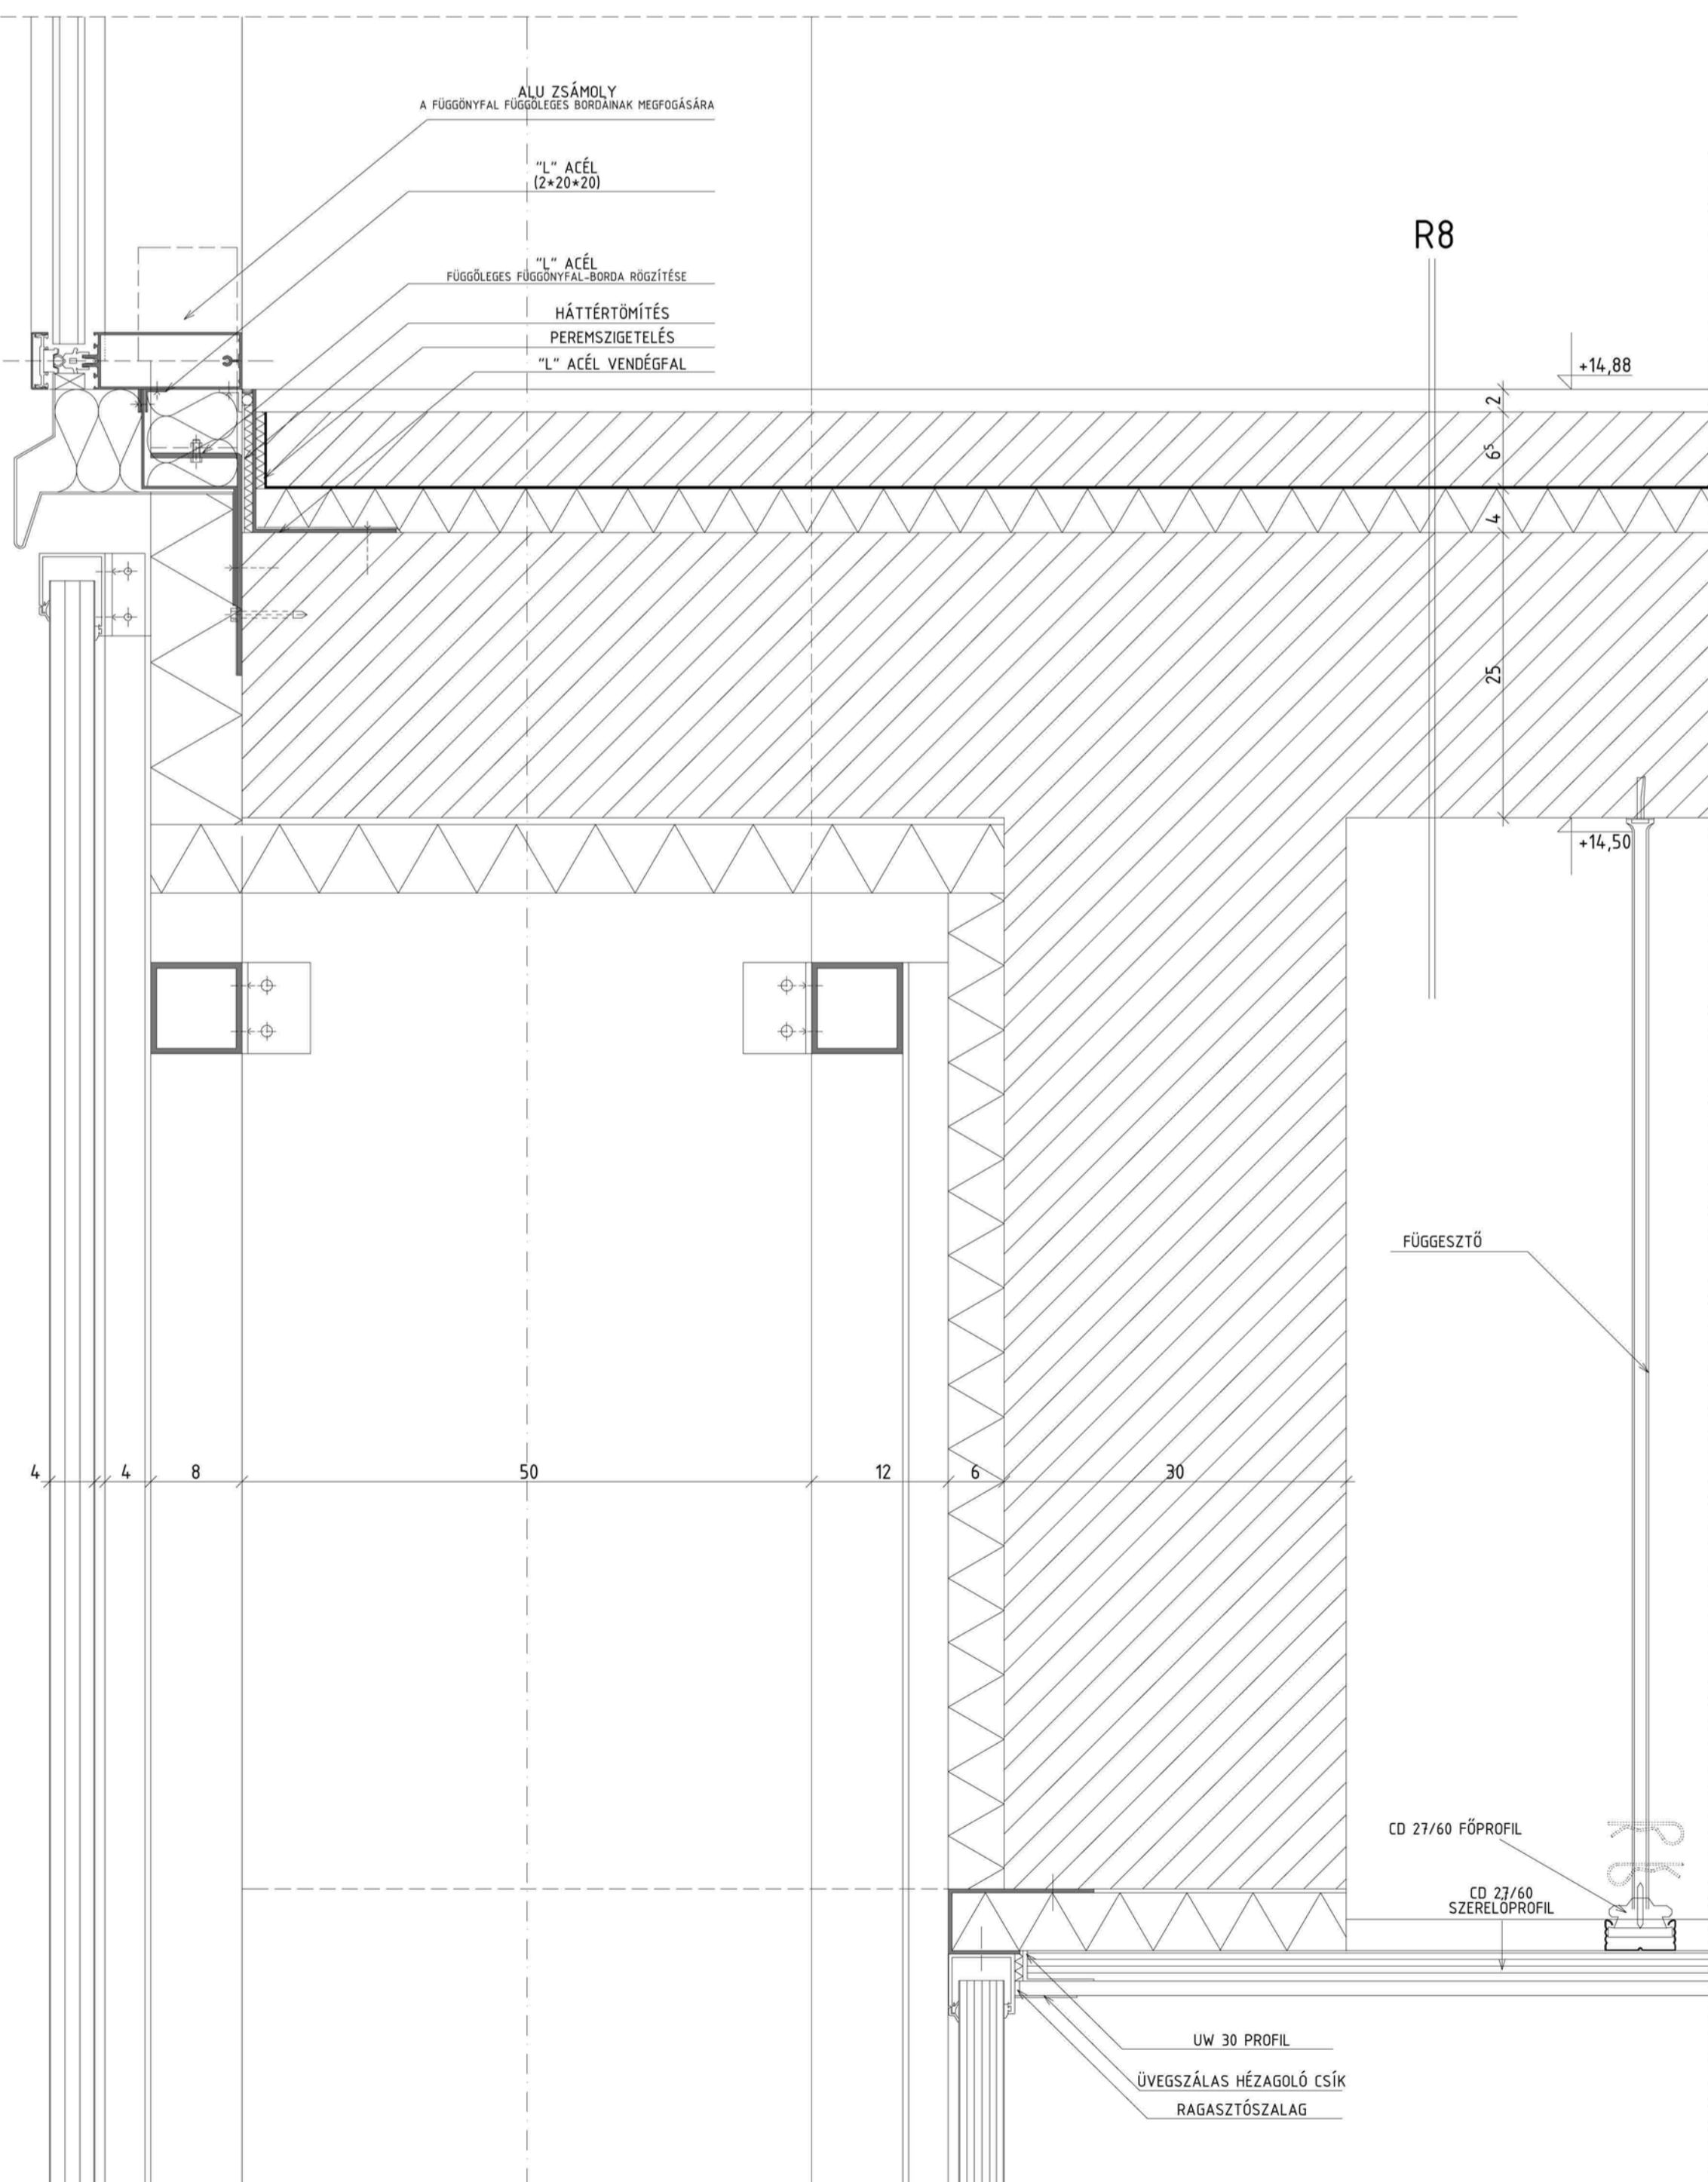 ALU ZSÁMOLY
A FÜGGÖNYFAL FÜGGŐLEGES BORDÁINAK MEGFOGÁSÁRA
"L" ACÉL
(2*20*20)
R8
"L" ACÉL
FÜGGŐLEGES FÜGGÖNYFAL-BORDA RÖGZÍTÉSE
HÁTTÉRTÖMÍTÉS
PEREMSZIGETELÉS
"L" ACÉL VENDÉGFAL
+14,88
2
6⁵
4
25
+14,50
FÜGGESZTŐ
4
4
8
50
12
6
30
CD 27/60 FŐPROFIL
CD 27/60
SZERELŐPROFIL
UW 30 PROFIL
ÜVEGSZÁLAS HÉZAGOLÓ CSÍK
RAGASZTÓSZALAG